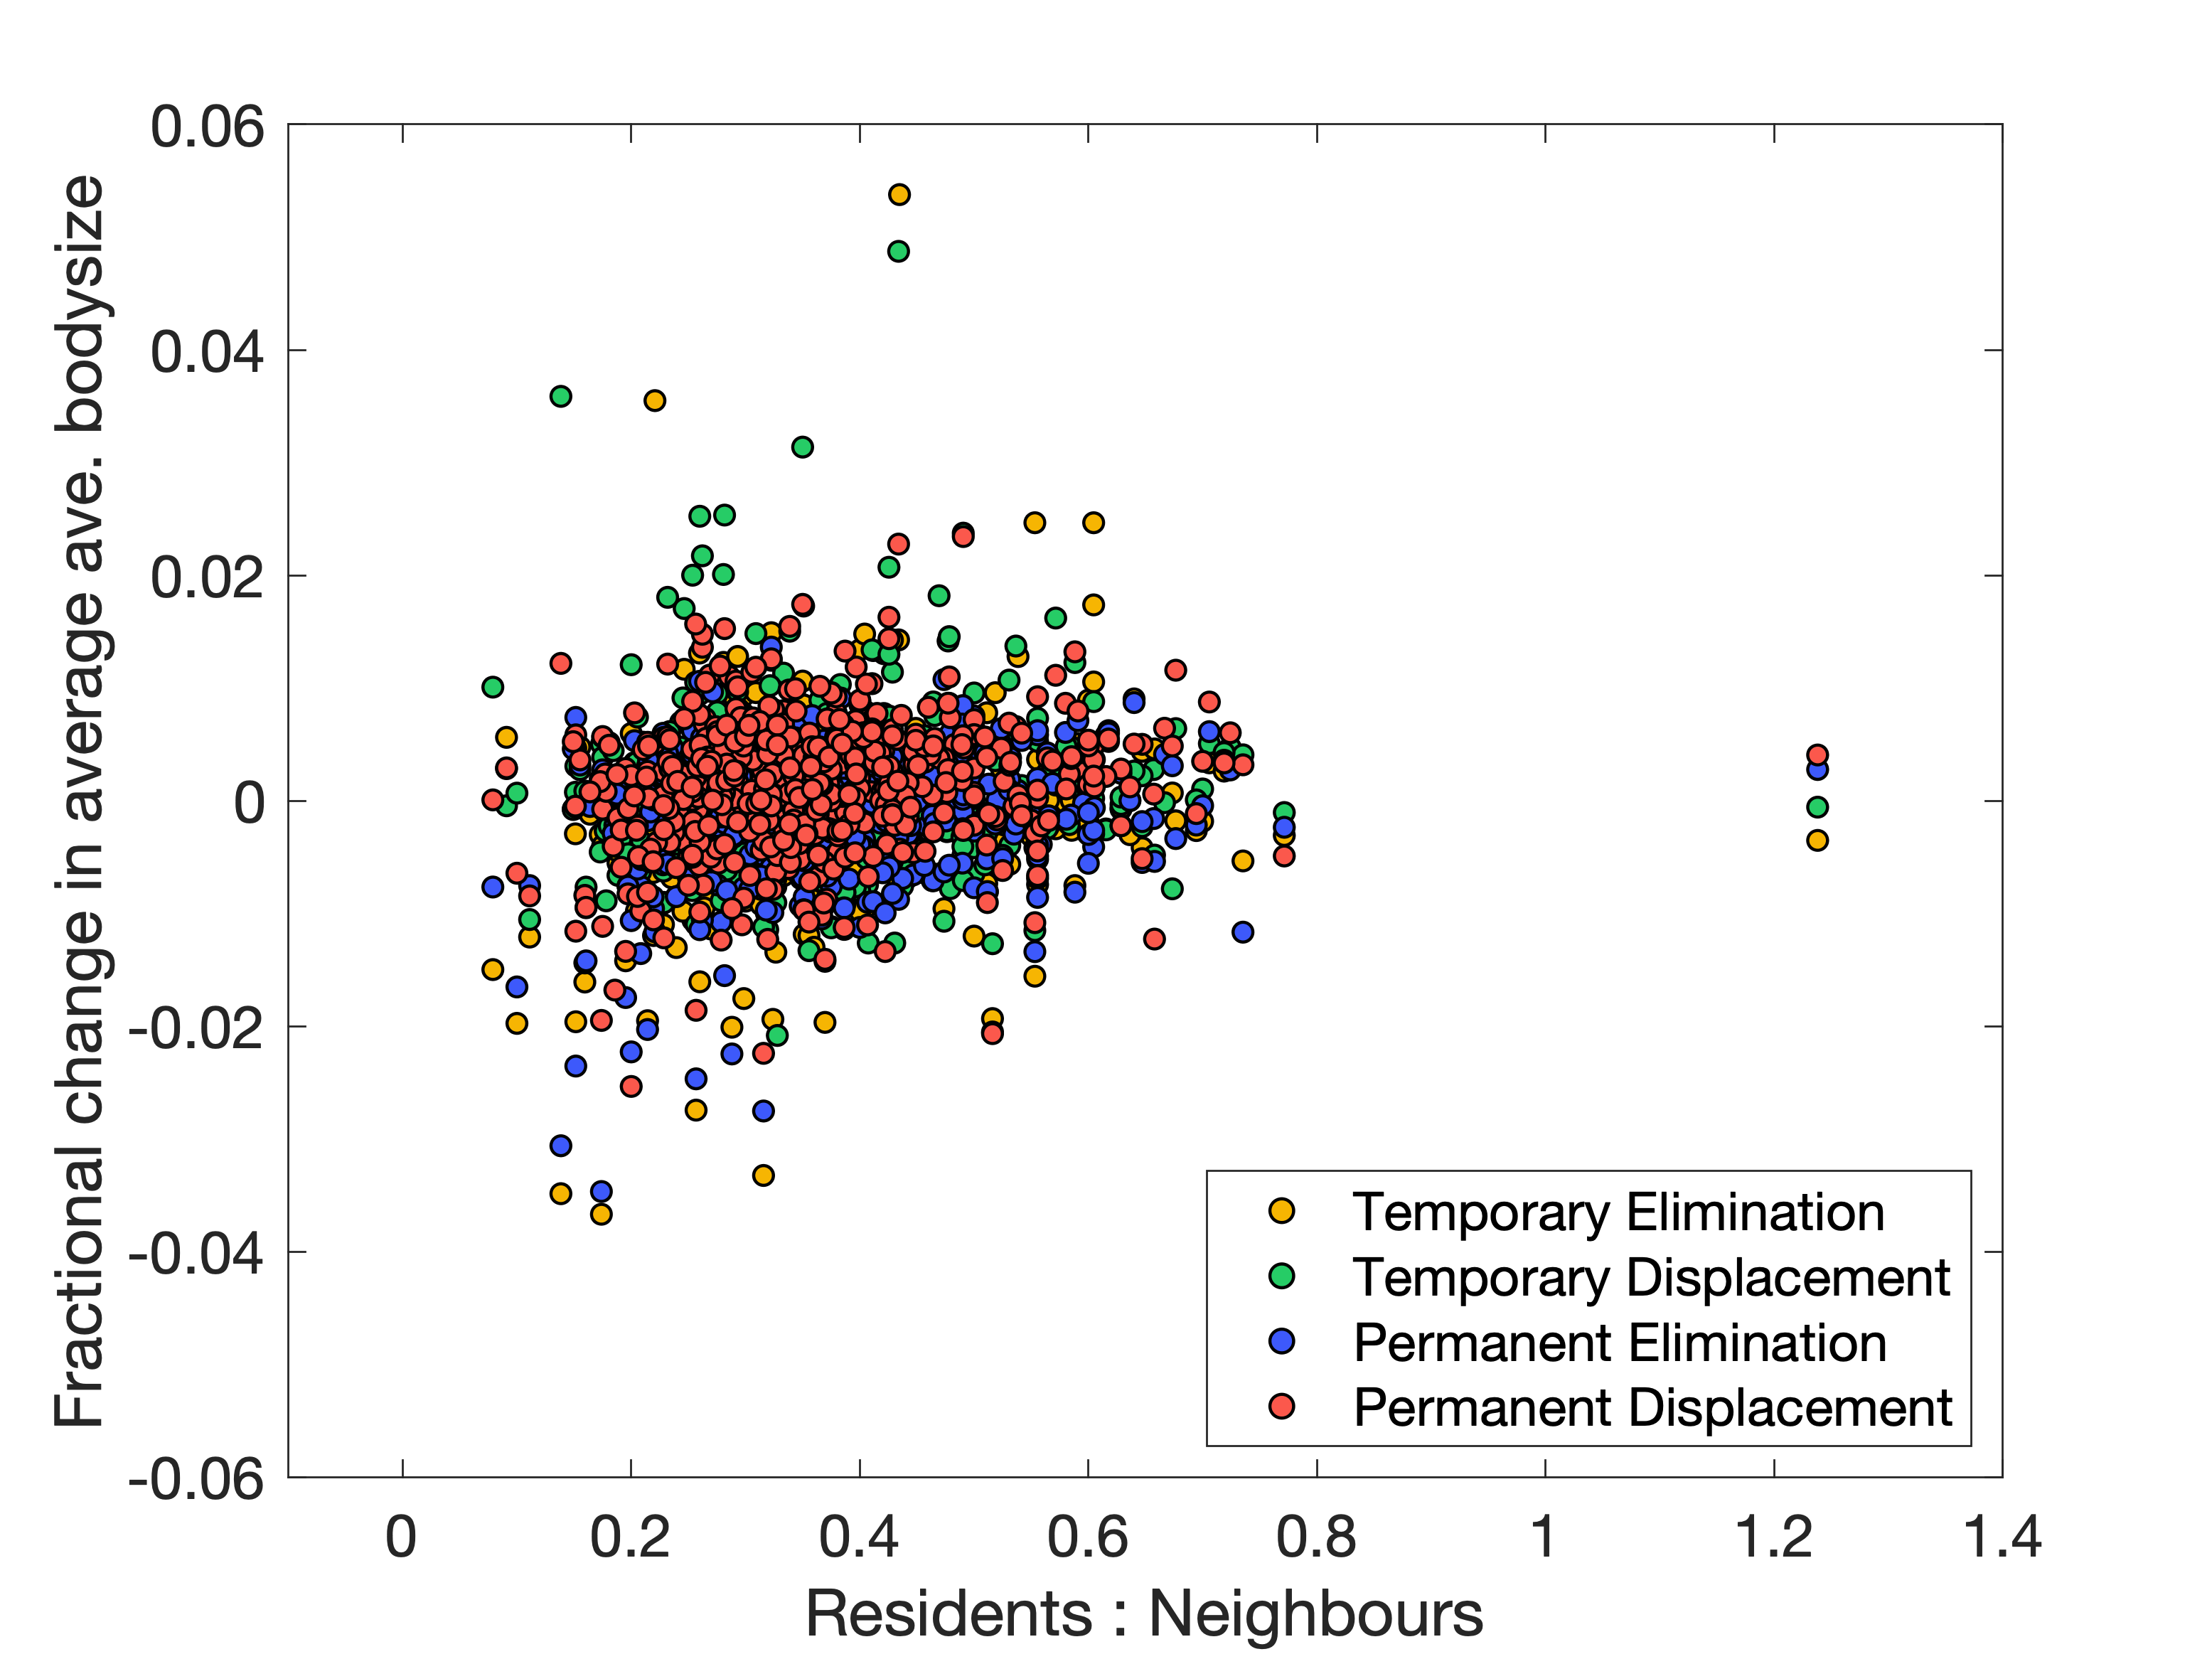 Fractional change in average ave. bodysize
0.06
0.04
0.02
0
-0.02
-0.04
-0.06
Temporary Elimination
Temporary Displacement
Permanent Elimination
Permanent Displacement
0 0.2 0.4 0.6 0.8 1 1.2 1.4
Residents : Neighbours